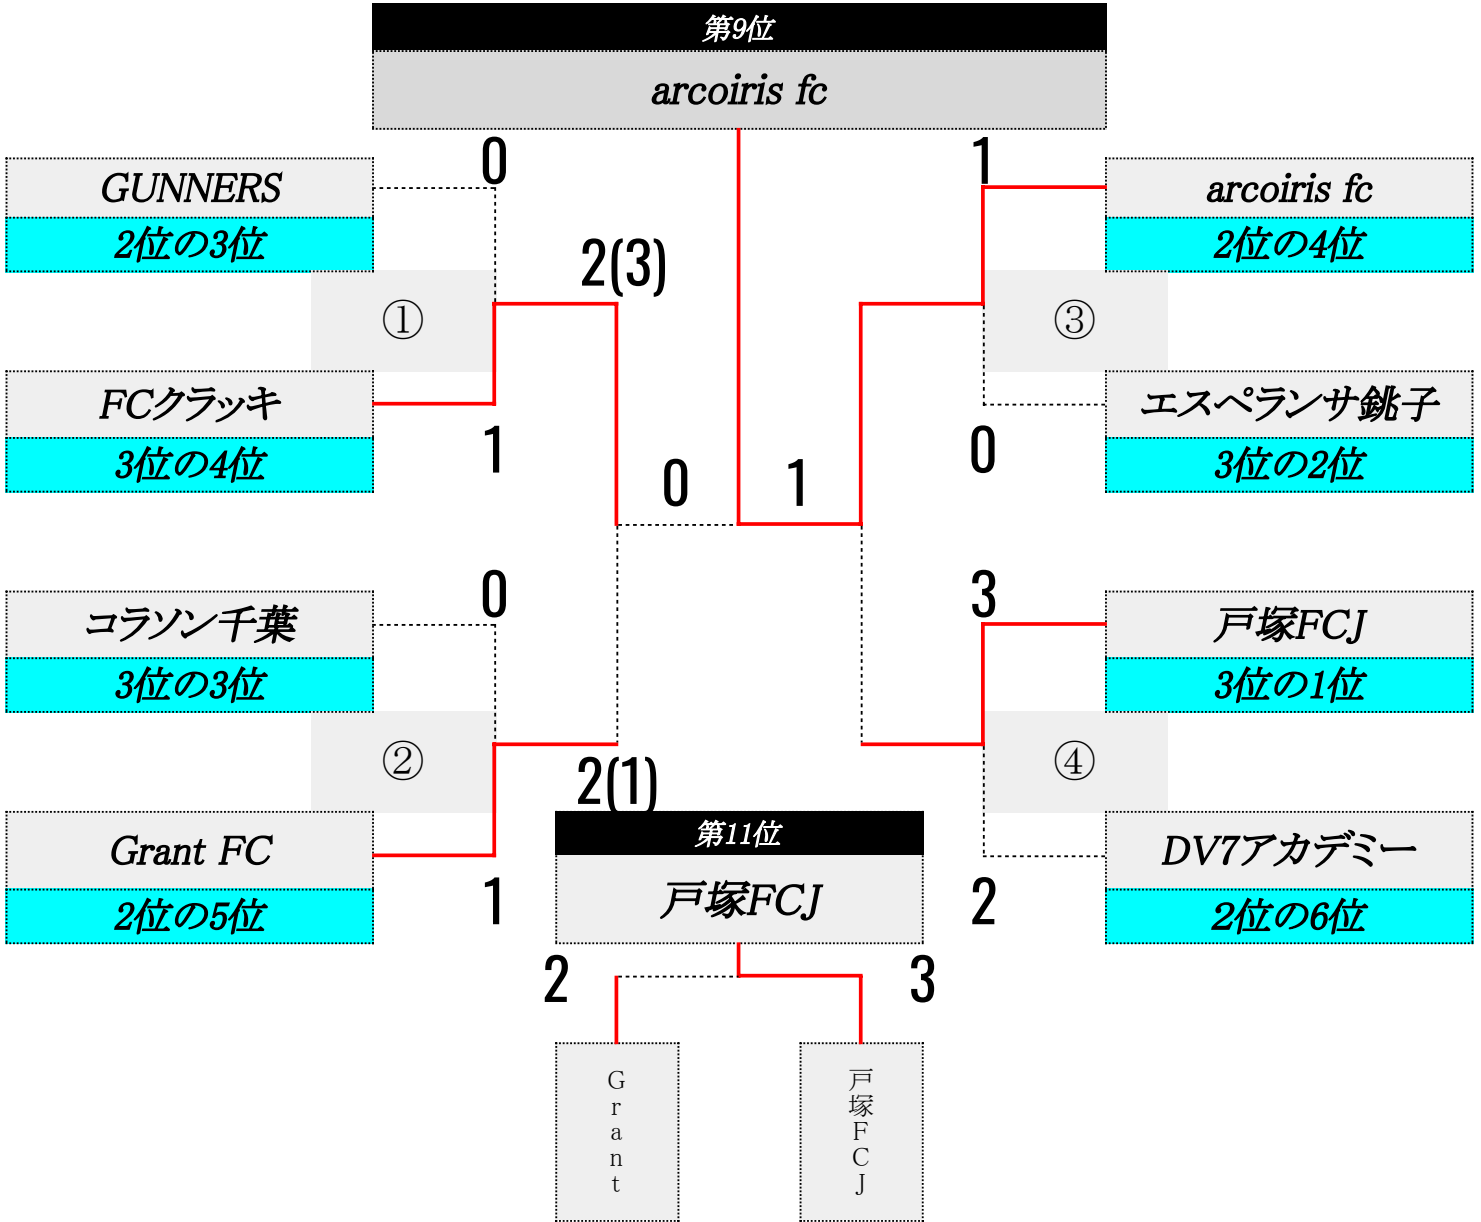 第9位
arcoiris fc
0
1
GUNNERS
2位の3位
arcoiris fc
2位の4位
2(3)
①
③
FCクラッキ
3位の4位
エスペランサ銚子
3位の2位
1
0
0
1
0
3
コラソン千葉
3位の3位
戸塚FCJ
3位の1位
②
④
2(1)
Grant FC
2位の5位
DV7アカデミー
2位の6位
1
2
第11位
戸塚FCJ
2
3
Grant
戸塚FCJ